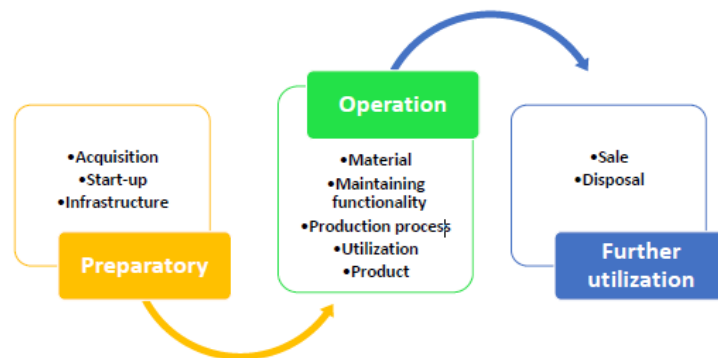 •Acquisition
•Start-up
•Infrastructure
Preparatory
Operation
•Material
•Maintaining
functionality
•Production process
•Utilization
•Product
•Sale
•Disposal
Further
utilization